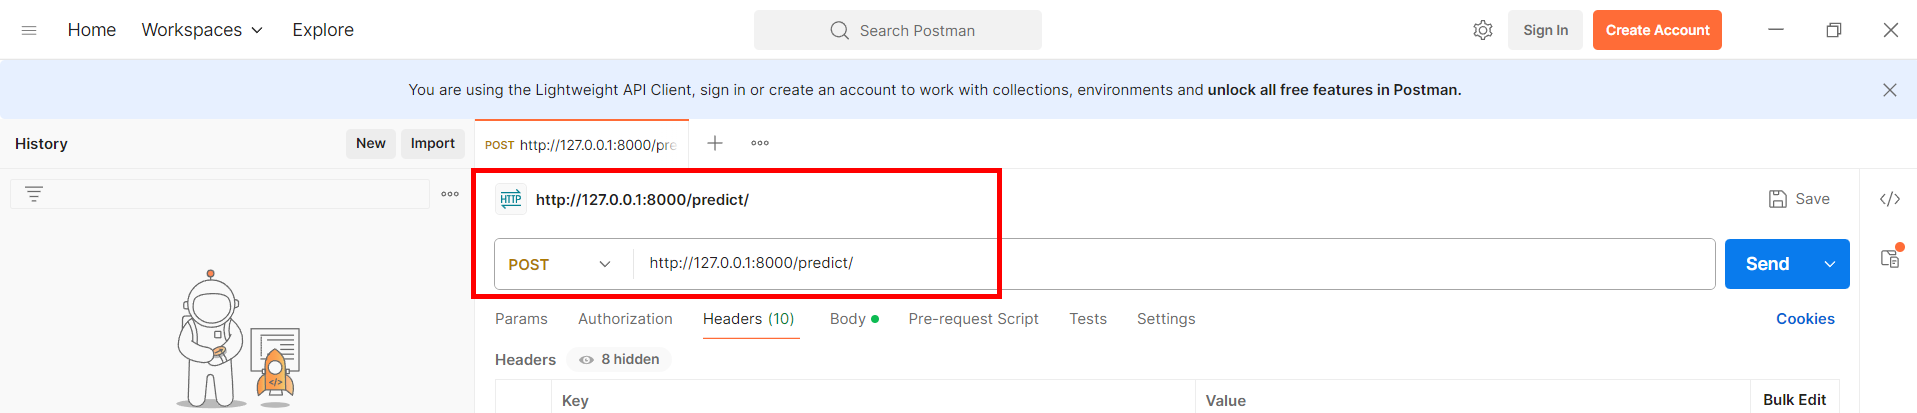 Home Workspaces Explore Search Postman Sign In Create Account
You are using the Lightweight API Client, sign in or create an account to work with collections, environments and unlock all free features in Postman.
History New Import POST http://127.0.0.1:8000/pre
HTTP http://127.0.0.1:8000/predict/ Save </>
POST http://127.0.0.1:8000/predict/ Send
Params Authorization Headers (10) Body Pre-request Script Tests Settings Cookies
Headers 8 hidden
Key Value Bulk Edit
</>